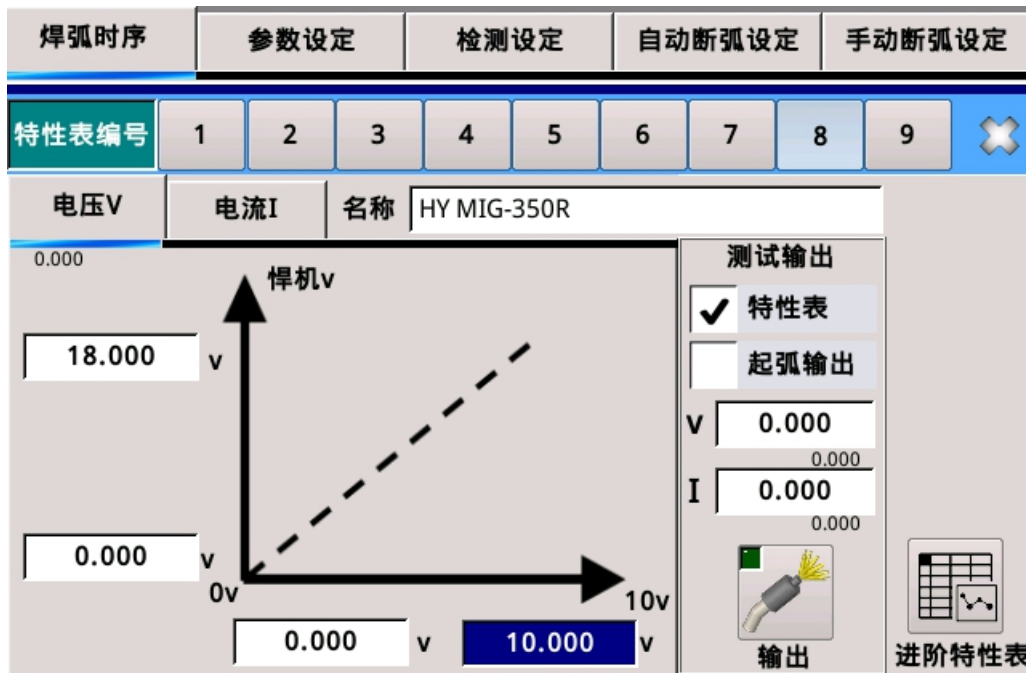 焊弧时序 参数设定 检测设定 自动断弧设定 手动断弧设定
特性表编号 1 2 3 4 5 6 7 8 9
电压V 电流I 名称 HY MIG-350R
0.000
悍机v
18.000 v
0.000 v
0v
10v
0.000 v 10.000 v
测试输出
特性表
起弧输出
V 0.000
0.000
I 0.000
0.000
输出
进阶特性表